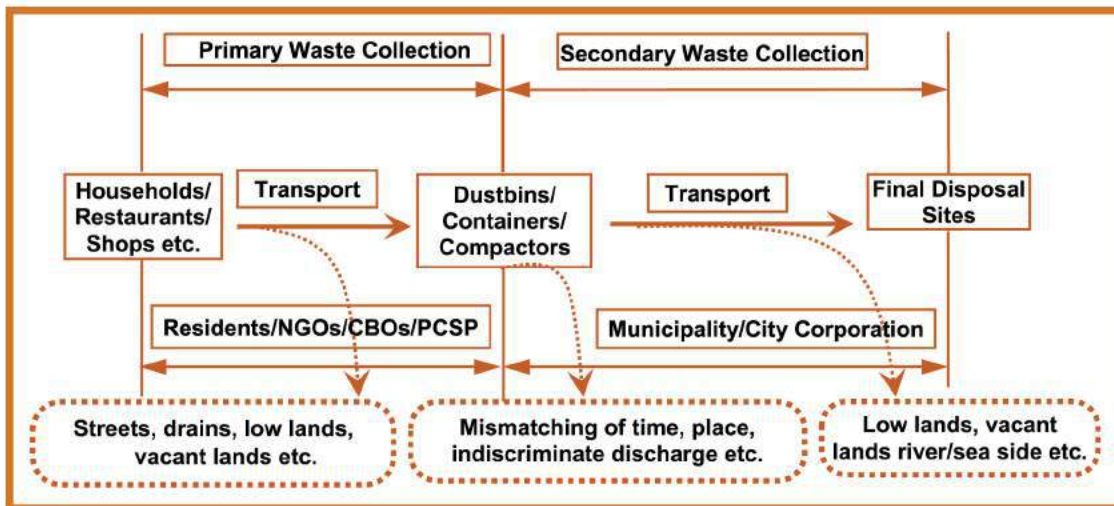 Primary Waste Collection
Secondary Waste Collection
Households/
Restaurants/
Shops etc.
Transport
Dustbins/
Containers/
Compactors
Transport
Final Disposal
Sites
Residents/NGOs/CBOs/PCSP
Municipality/City Corporation
Streets, drains, low lands,
vacant lands etc.
Mismatching of time, place,
indiscriminate discharge etc.
Low lands, vacant
lands river/sea side etc.